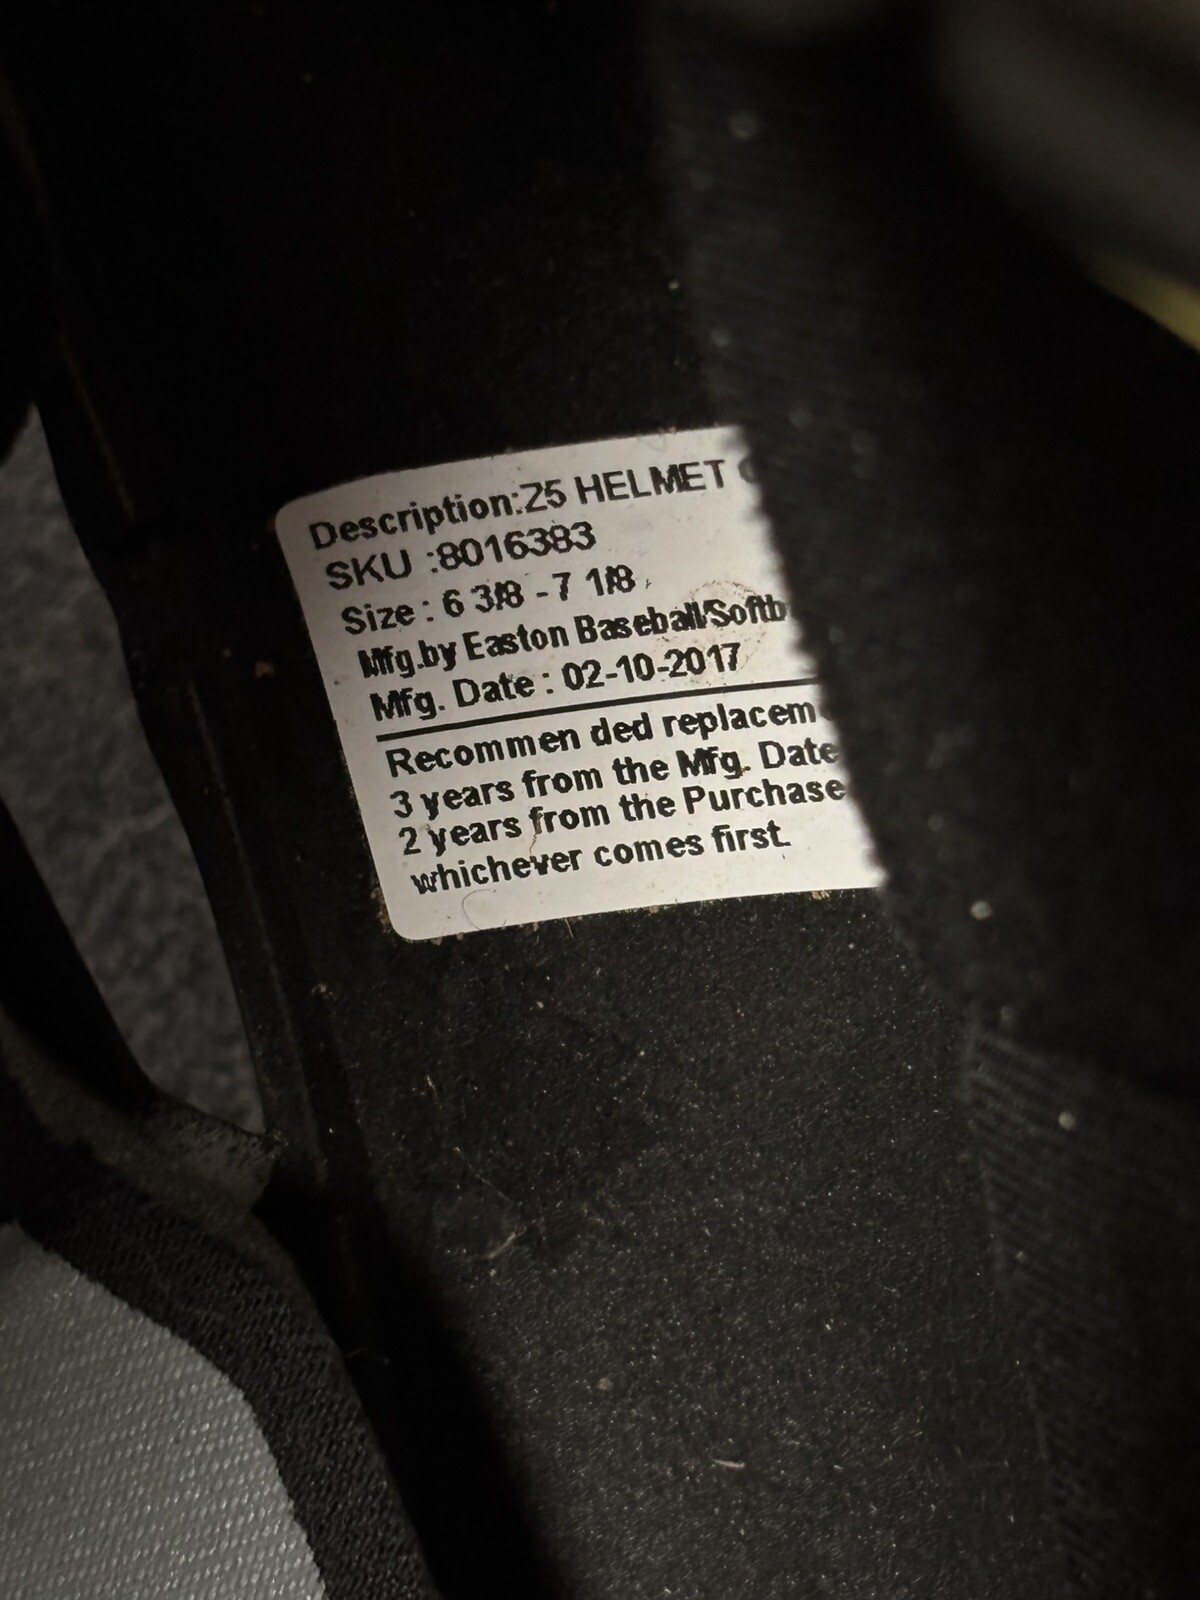 Description:Z5 HELMET
SKU :8016383
Size : 6 3/8 - 7 1/8
Mfg.by Easton Baseball/Softb
Mfg. Date : 02-10-2017
Recommen ded replacem
3 years from the Mfg. Date
2 years from the Purchase
whichever comes first.